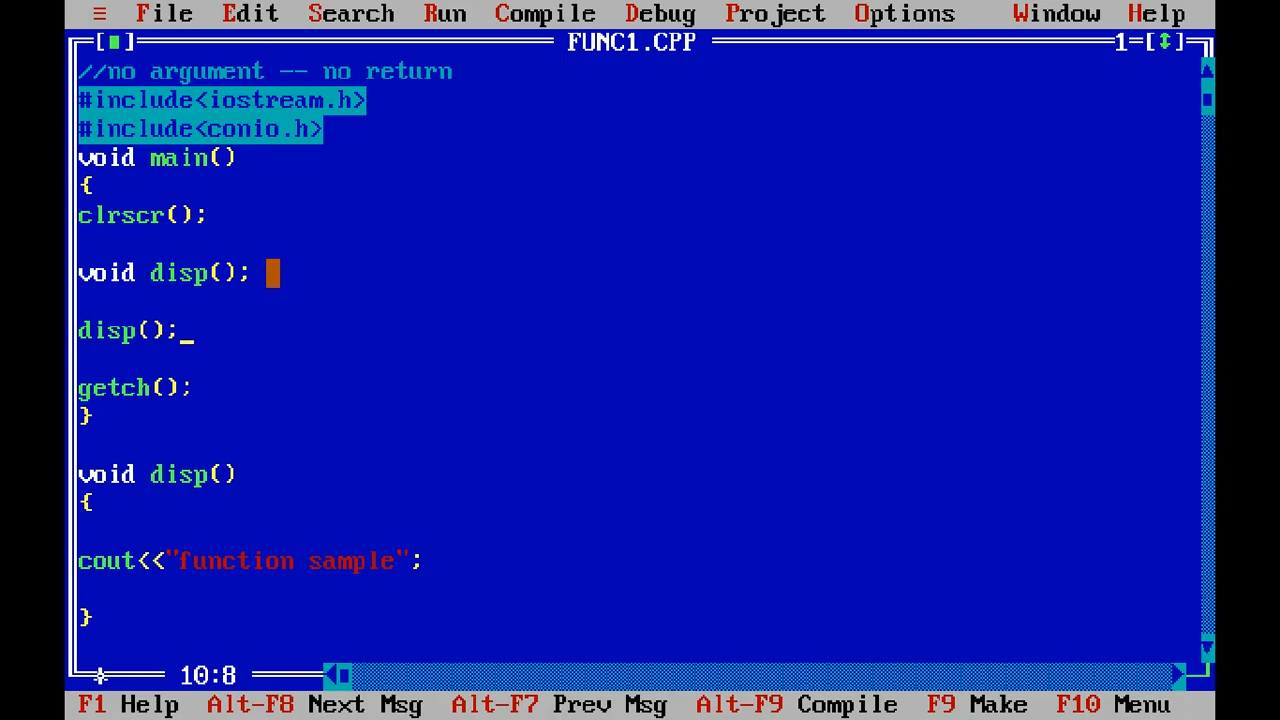 ≡ File Edit Search Run Compile Debug Project Options Window Help
[■] FUNC1.CPP 1=[↕]
//no argument -- no return
#include<iostream.h>
#include<conio.h>
void main()
{
clrscr();
void disp();
disp();_
getch();
}
void disp()
{
cout<<"function sample";
}
10:8
F1 Help Alt-F8 Next Msg Alt-F7 Prev Msg Alt-F9 Compile F9 Make F10 Menu